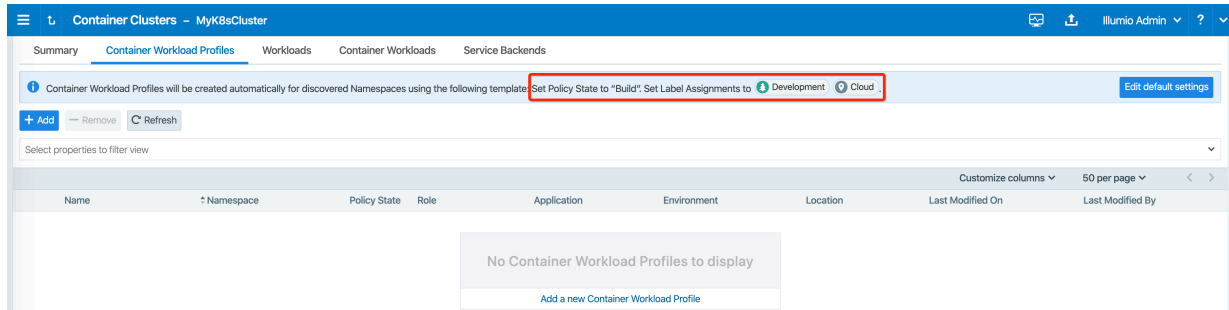 Container Clusters – MyK8sCluster
Illumio Admin ?
Summary Container Workload Profiles Workloads Container Workloads Service Backends
Container Workload Profiles will be created automatically for discovered Namespaces using the following template: Set Policy State to “Build”. Set Label Assignments to Development Cloud .
Edit default settings
+ Add — Remove Refresh
Select properties to filter view
Customize columns 50 per page
Name Namespace Policy State Role Application Environment Location Last Modified On Last Modified By
No Container Workload Profiles to display
Add a new Container Workload Profile